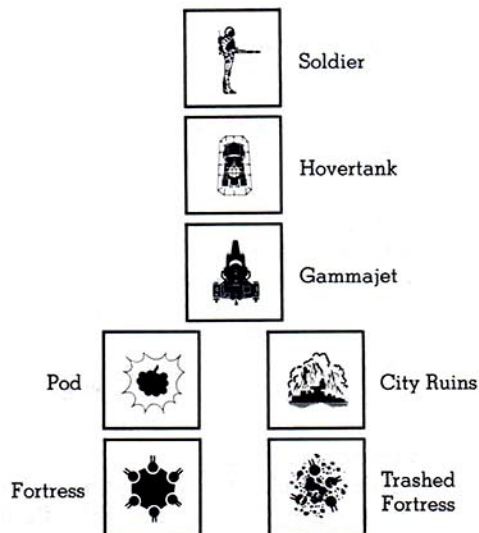 Soldier
Hovertank
Gammajet
Pod
City Ruins
Fortress
Trashed
Fortress